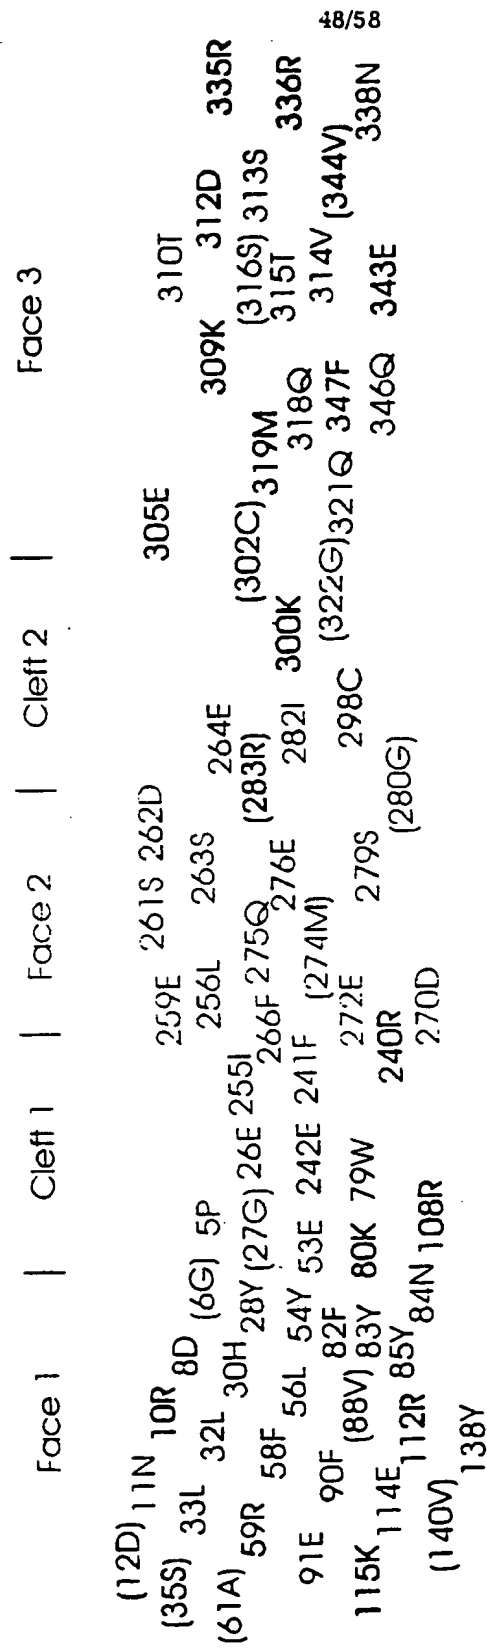 48/58
Face 1 | Cleft 1 | Face 2 | Cleft 2 | Face 3
(12D) 11N 261S 262D 305E
(35S) 10R 259E 310T
33L 8D (6G) 5P 256L 263S 264E 309K 312D 335R
(61A) 32L 30H
59R 28Y (27G) 26E 255I 266F 275Q (283R) (302C) 319M (316S) 313S
58F 276E 282I 300K 318Q 315T 336R
91E 56L 54Y 53E 242E 241F (274M) 314V
90F 82F (322G) 321Q 347F (344V)
115K (88V) 83Y 80K 79W 272E 279S 298C 338N
114E 112R 85Y 240R (280G) 346Q 343E
(140V) 84N 108R 270D
138Y